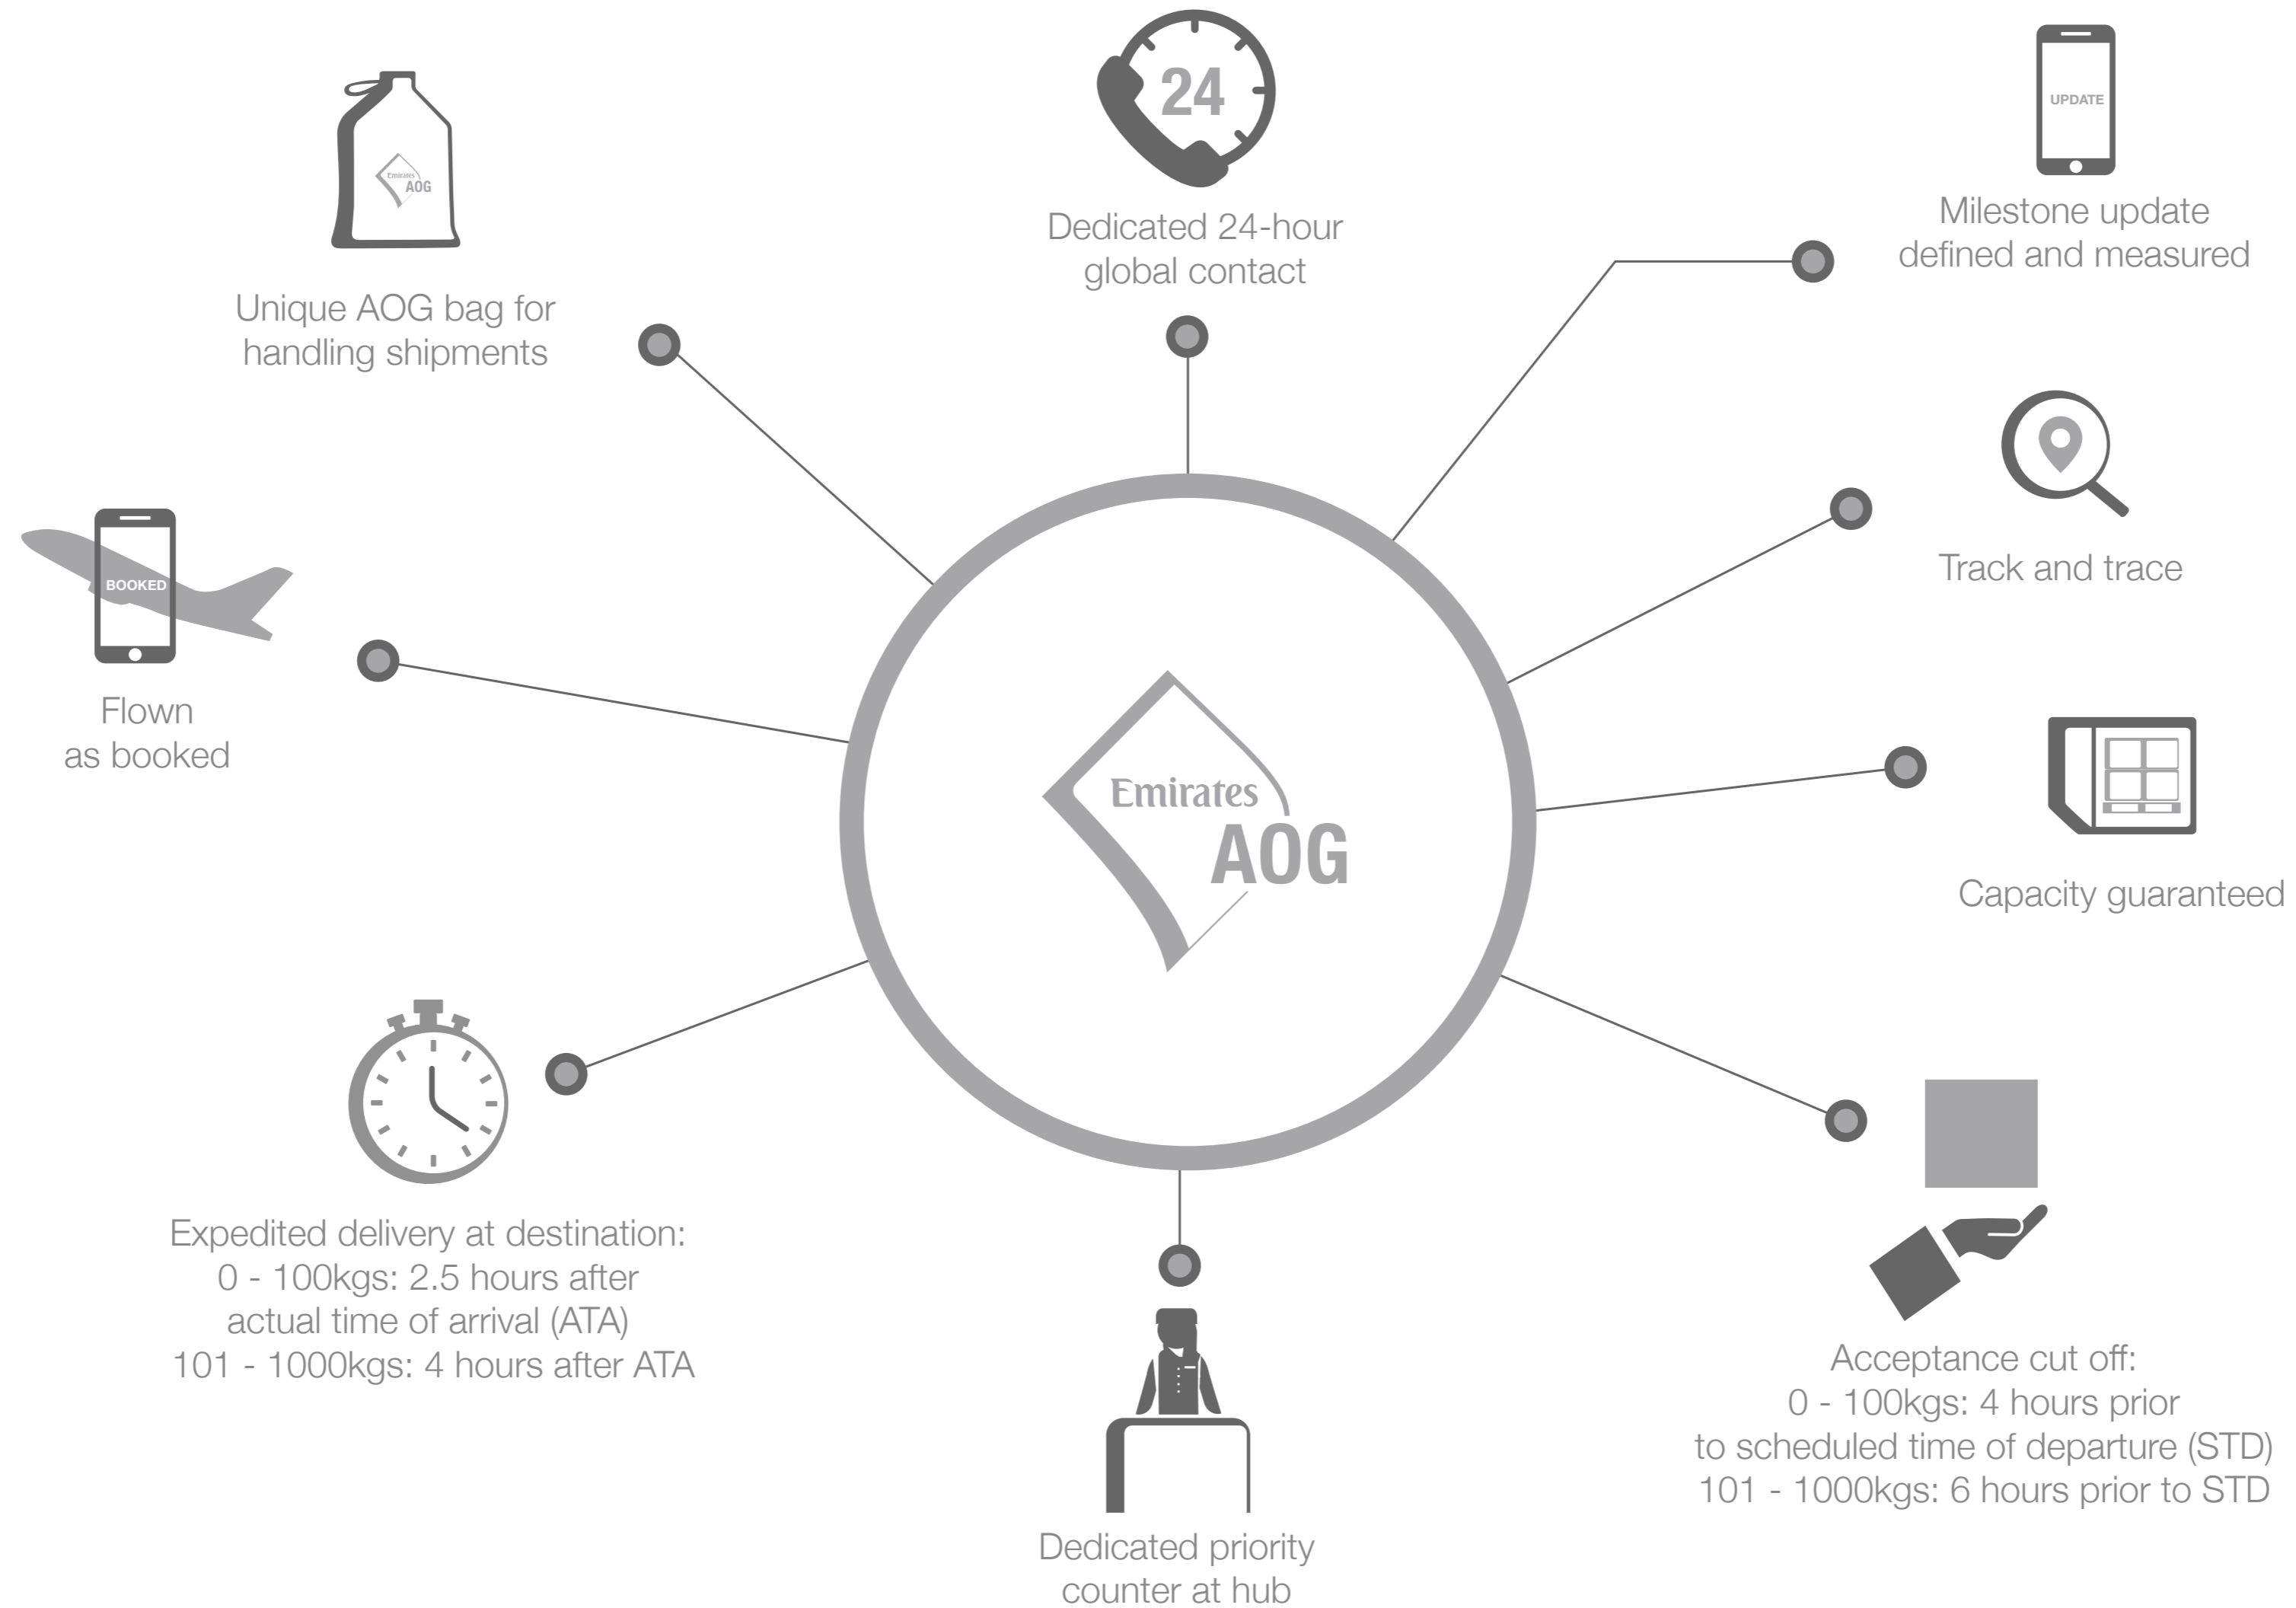 24
Dedicated 24-hour
global contact
UPDATE
Milestone update
defined and measured
Emirates
AOG
Unique AOG bag for
handling shipments
Track and trace
BOOKED
Flown
as booked
Emirates
AOG
Capacity guaranteed
Expedited delivery at destination:
0 - 100kgs: 2.5 hours after
actual time of arrival (ATA)
101 - 1000kgs: 4 hours after ATA
Acceptance cut off:
0 - 100kgs: 4 hours prior
to scheduled time of departure (STD)
101 - 1000kgs: 6 hours prior to STD
Dedicated priority
counter at hub